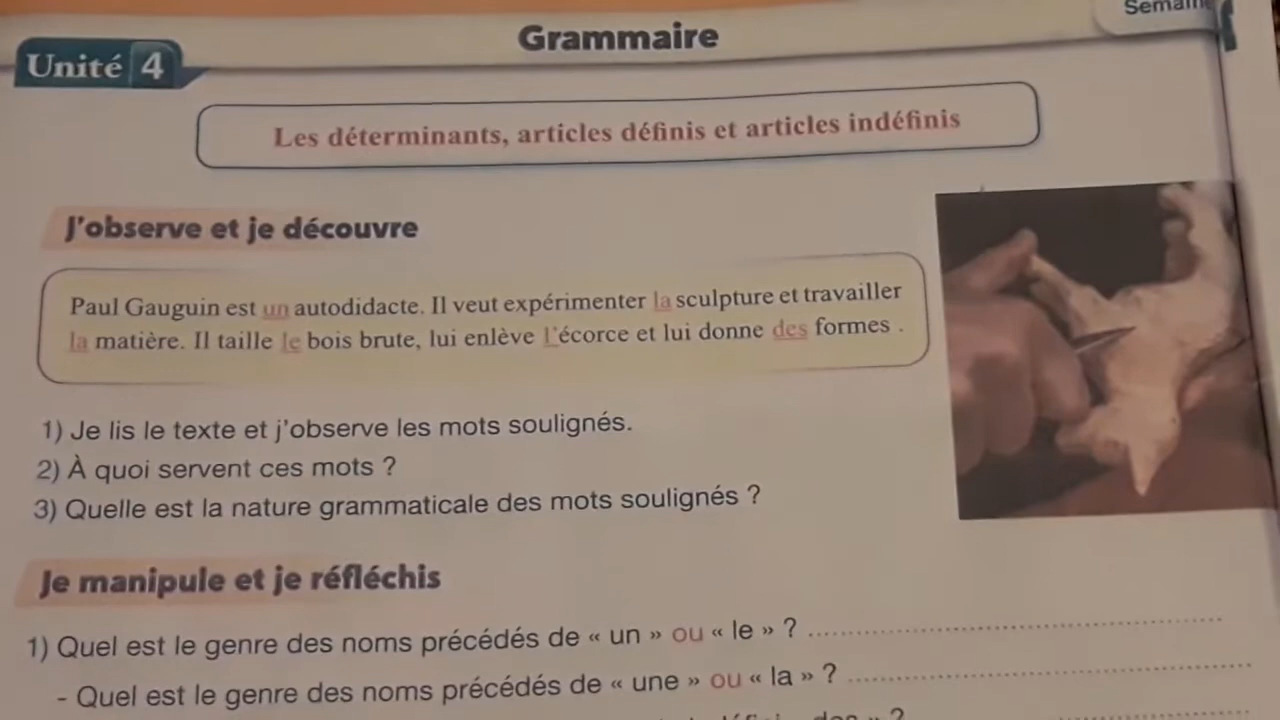 Semaine
Grammaire
Unité 4
Les déterminants, articles définis et articles indéfinis
J'observe et je découvre
Paul Gauguin est un autodidacte. Il veut expérimenter la sculpture et travailler
la matière. Il taille le bois brute, lui enlève l'écorce et lui donne des formes .
1) Je lis le texte et j'observe les mots soulignés.
2) À quoi servent ces mots ?
3) Quelle est la nature grammaticale des mots soulignés ?
Je manipule et je réfléchis
1) Quel est le genre des noms précédés de « un » ou « le » ?
- Quel est le genre des noms précédés de « une » ou « la » ?